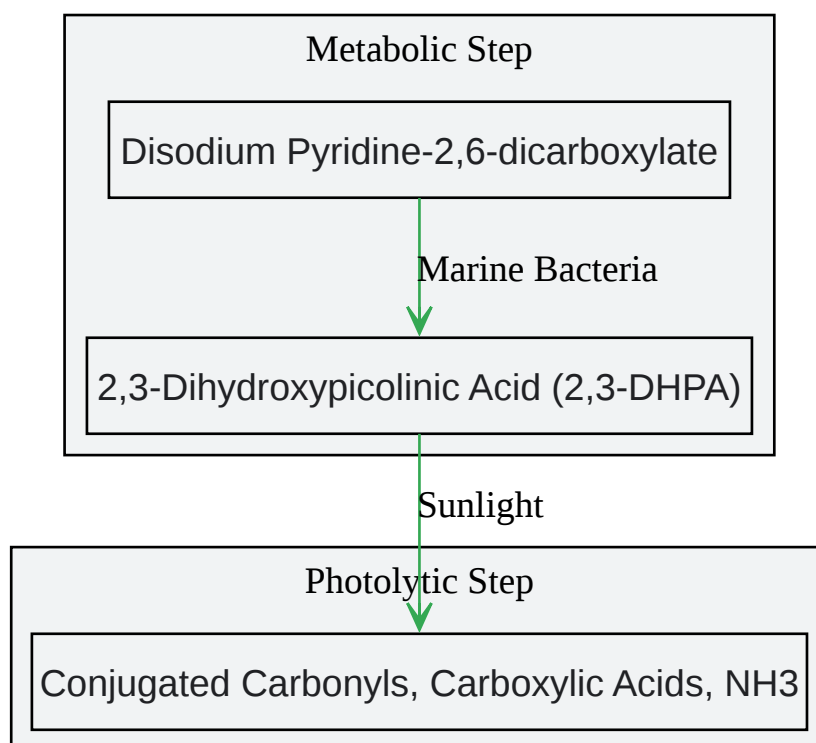 Metabolic Step
Disodium Pyridine-2,6-dicarboxylate
Marine Bacteria
2,3-Dihydroxypicolinic Acid (2,3-DHPA)
Sunlight
Photolytic Step
Conjugated Carbonyls, Carboxylic Acids, NH3